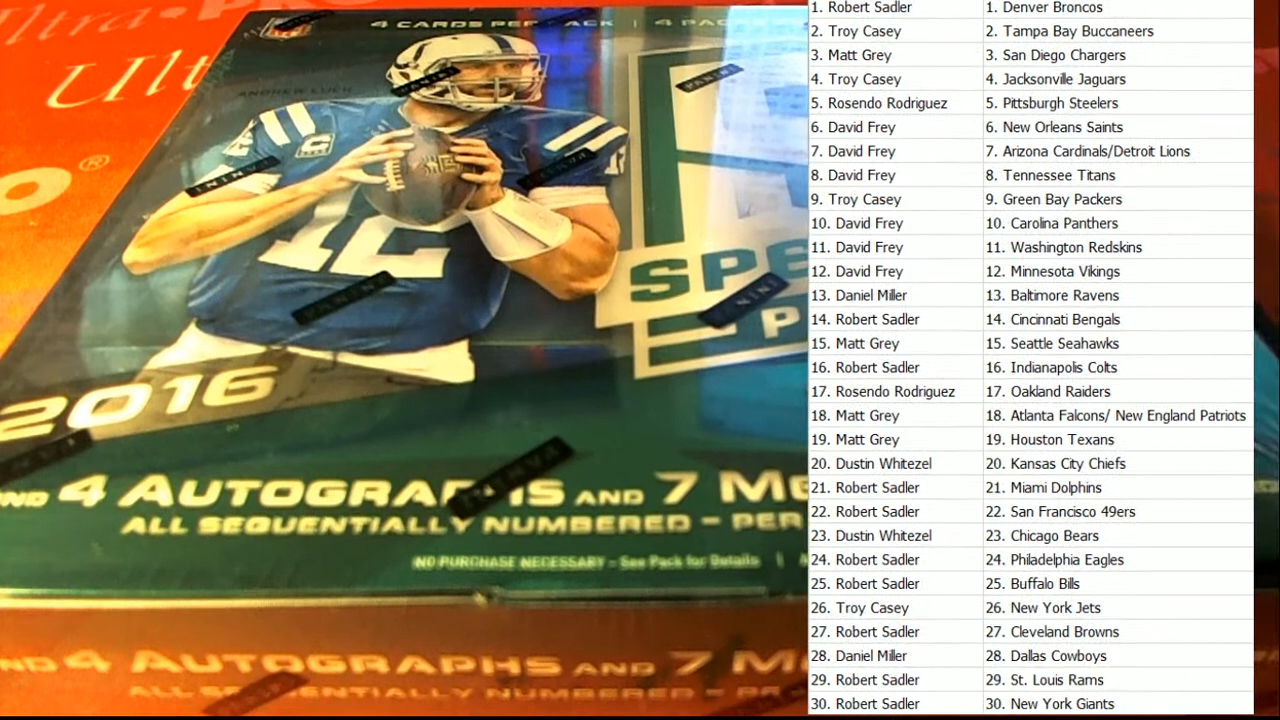 4 CARDS PER PACK | 4 PACKS
ANDREW LUCK
PANINI
PANINI
PANINI
PANINI
12
12
PANINI
PANINI
2016
4 AUTOGRAPHS AND 7
ALL SEQUENTIALLY NUMBERED - PER
NO PURCHASE NECESSARY - See Pack for Details |
4 AUTOGRAPHS AND 7
ALL SEQUENTIALLY NUMBERED
1. Robert Sadler 1. Denver Broncos
2. Troy Casey 2. Tampa Bay Buccaneers
3. Matt Grey 3. San Diego Chargers
4. Troy Casey 4. Jacksonville Jaguars
5. Rosendo Rodriguez 5. Pittsburgh Steelers
6. David Frey 6. New Orleans Saints
7. David Frey 7. Arizona Cardinals/Detroit Lions
8. David Frey 8. Tennessee Titans
9. Troy Casey 9. Green Bay Packers
10. David Frey 10. Carolina Panthers
11. David Frey 11. Washington Redskins
12. David Frey 12. Minnesota Vikings
13. Daniel Miller 13. Baltimore Ravens
14. Robert Sadler 14. Cincinnati Bengals
15. Matt Grey 15. Seattle Seahawks
16. Robert Sadler 16. Indianapolis Colts
17. Rosendo Rodriguez 17. Oakland Raiders
18. Matt Grey 18. Atlanta Falcons/ New England Patriots
19. Matt Grey 19. Houston Texans
20. Dustin Whitezel 20. Kansas City Chiefs
21. Robert Sadler 21. Miami Dolphins
22. Robert Sadler 22. San Francisco 49ers
23. Dustin Whitezel 23. Chicago Bears
24. Robert Sadler 24. Philadelphia Eagles
25. Robert Sadler 25. Buffalo Bills
26. Troy Casey 26. New York Jets
27. Robert Sadler 27. Cleveland Browns
28. Daniel Miller 28. Dallas Cowboys
29. Robert Sadler 29. St. Louis Rams
30. Robert Sadler 30. New York Giants